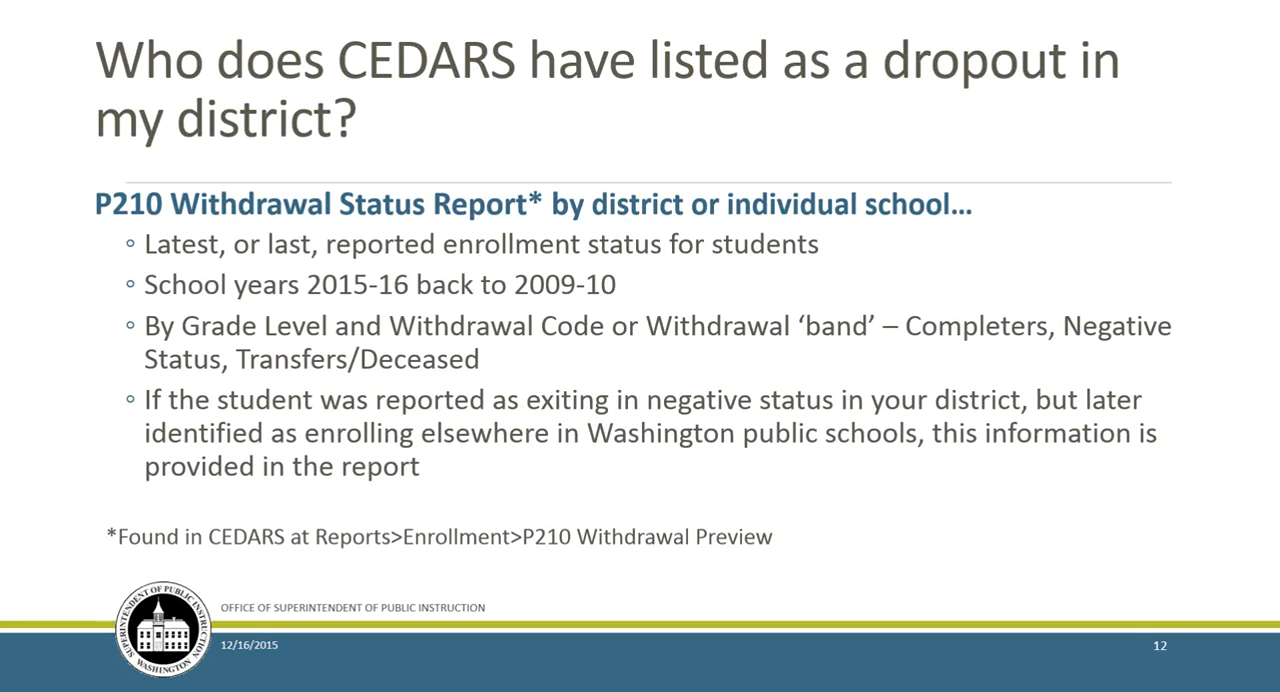 Who does CEDARS have listed as a dropout in
my district?
P210 Withdrawal Status Report* by district or individual school...
◦ Latest, or last, reported enrollment status for students
◦ School years 2015-16 back to 2009-10
◦ By Grade Level and Withdrawal Code or Withdrawal ‘band’ – Completers, Negative
Status, Transfers/Deceased
◦ If the student was reported as exiting in negative status in your district, but later
identified as enrolling elsewhere in Washington public schools, this information is
provided in the report
*Found in CEDARS at Reports>Enrollment>P210 Withdrawal Preview
SUPERINTENDENT OF PUBLIC INSTRUCTION
WASHINGTON
OFFICE OF SUPERINTENDENT OF PUBLIC INSTRUCTION
12/16/2015
12